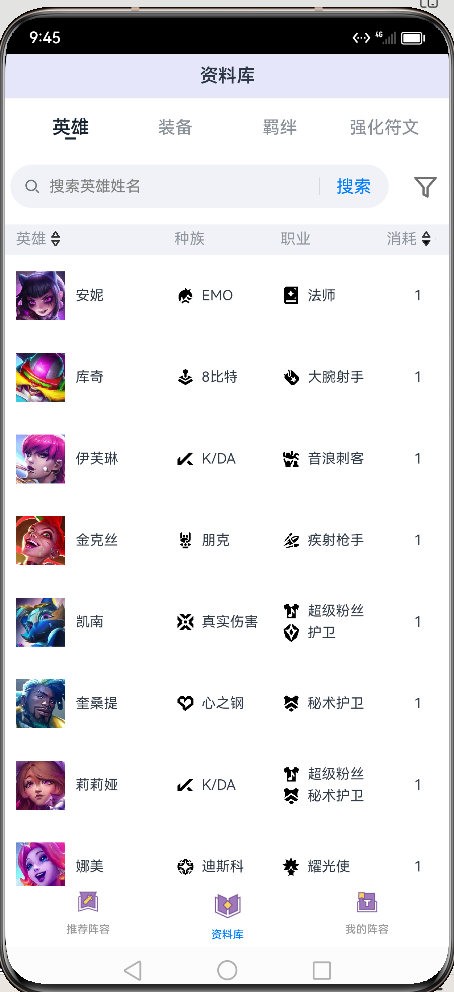 9:45
4G
资料库
英雄 装备 羁绊 强化符文
搜索英雄姓名 搜索
英雄 种族 职业 消耗
安妮 EMO 法师 1
库奇 8比特 大腕射手 1
伊芙琳 K/DA 音浪刺客 1
金克丝 朋克 疾射枪手 1
凯南 真实伤害 超级粉丝 1
护卫
奎桑提 心之钢 秘术护卫 1
莉莉娅 K/DA 超级粉丝 1
秘术护卫
娜美 迪斯科 耀光使 1
推荐阵容 资料库 我的阵容